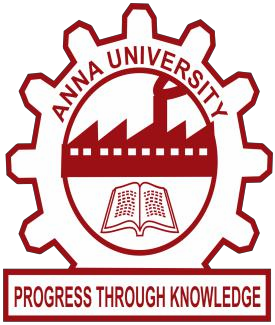 ANNA UNIVERSITY
PROGRESS THROUGH KNOWLEDGE